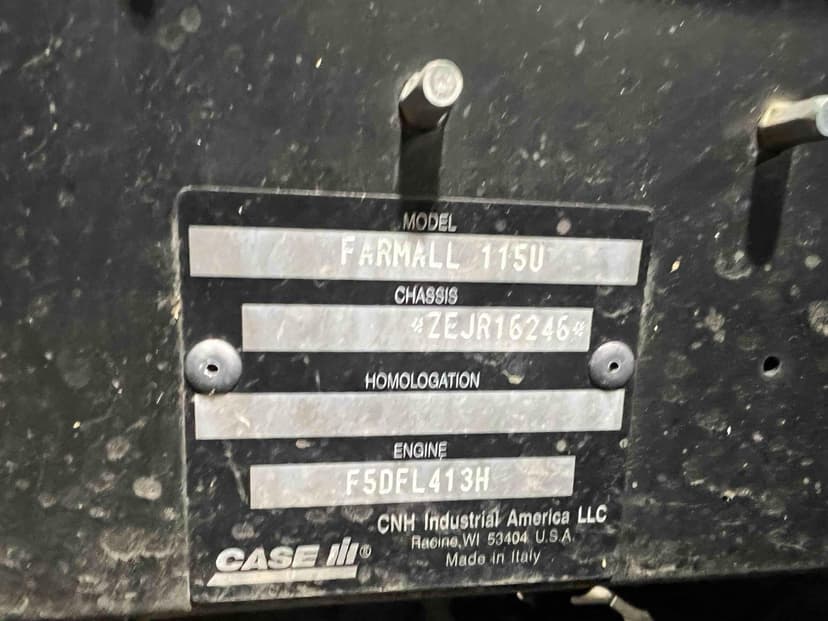 MODEL
FARMALL 115U
CHASSIS
*ZEJR16246*
HOMOLOGATION
ENGINE
F5DFL413H
CNH Industrial America LLC
Racine, WI 53404 U.S.A.
Made in Italy
CASE IH®